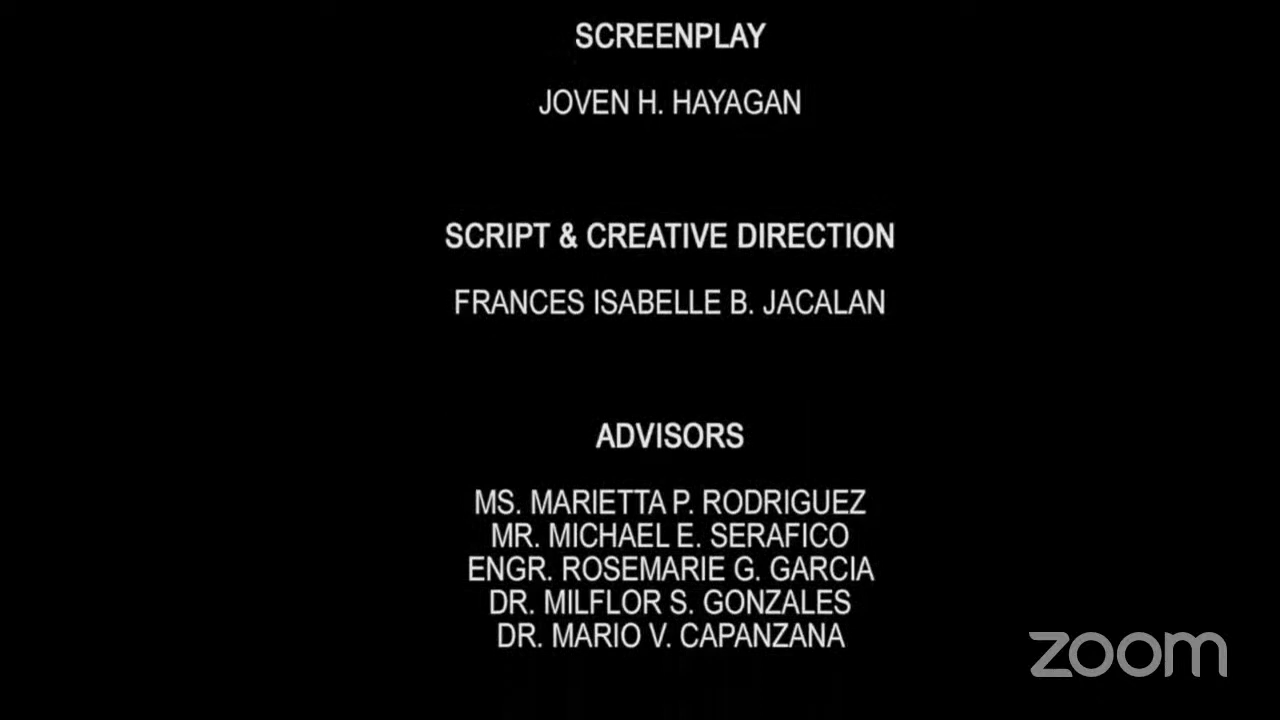 SCREENPLAY
JOVEN H. HAYAGAN
SCRIPT & CREATIVE DIRECTION
FRANCES ISABELLE B. JACALAN
ADVISORS
MS. MARIETTA P. RODRIGUEZ
MR. MICHAEL E. SERAFICO
ENGR. ROSEMARIE G. GARCIA
DR. MILFLOR S. GONZALES
DR. MARIO V. CAPANZANA
zoom